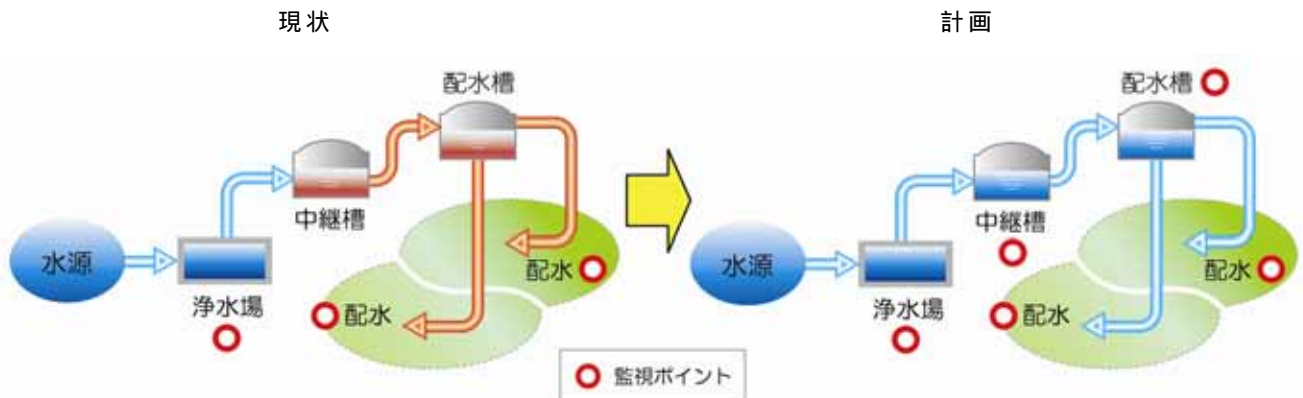 現状
配水槽
中継槽
水源
浄水場
配水
配水
計画
配水槽
中継槽
水源
浄水場
配水
配水
監視ポイント